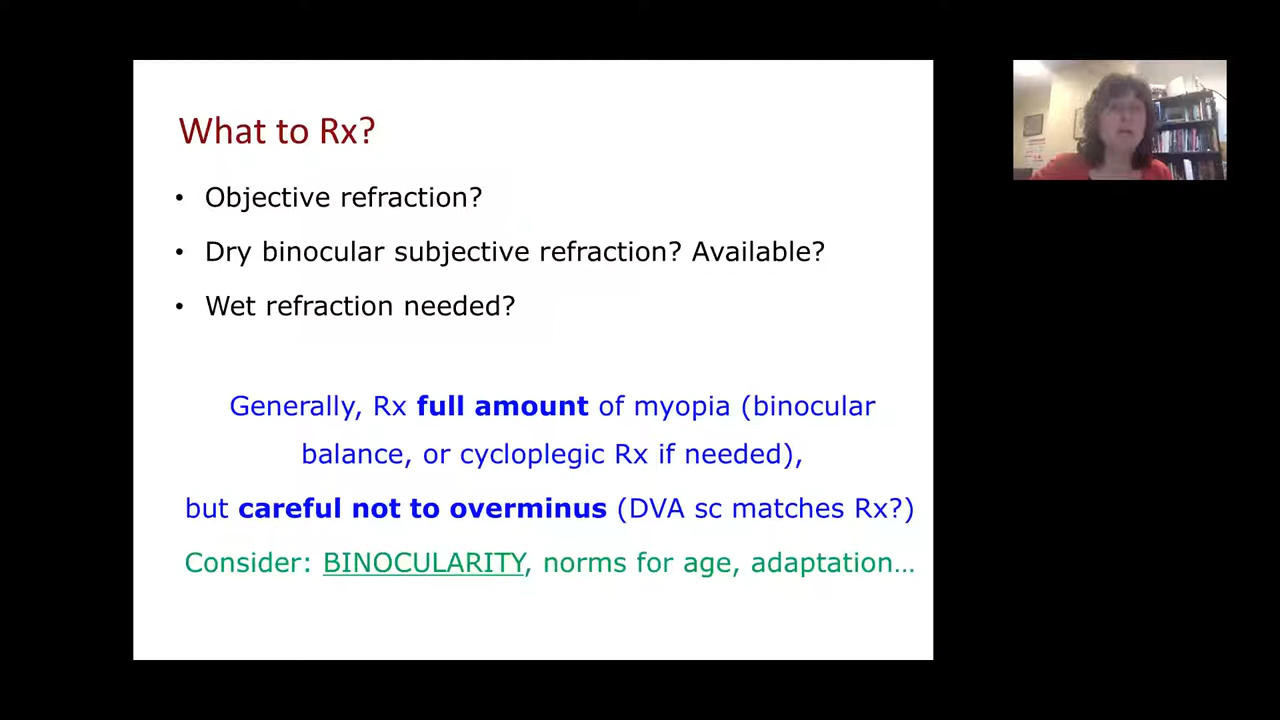 What to Rx?
• Objective refraction?
• Dry binocular subjective refraction? Available?
• Wet refraction needed?
Generally, Rx full amount of myopia (binocular
balance, or cycloplegic Rx if needed),
but careful not to overminus (DVA sc matches Rx?)
Consider: BINOCULARITY, norms for age, adaptation…